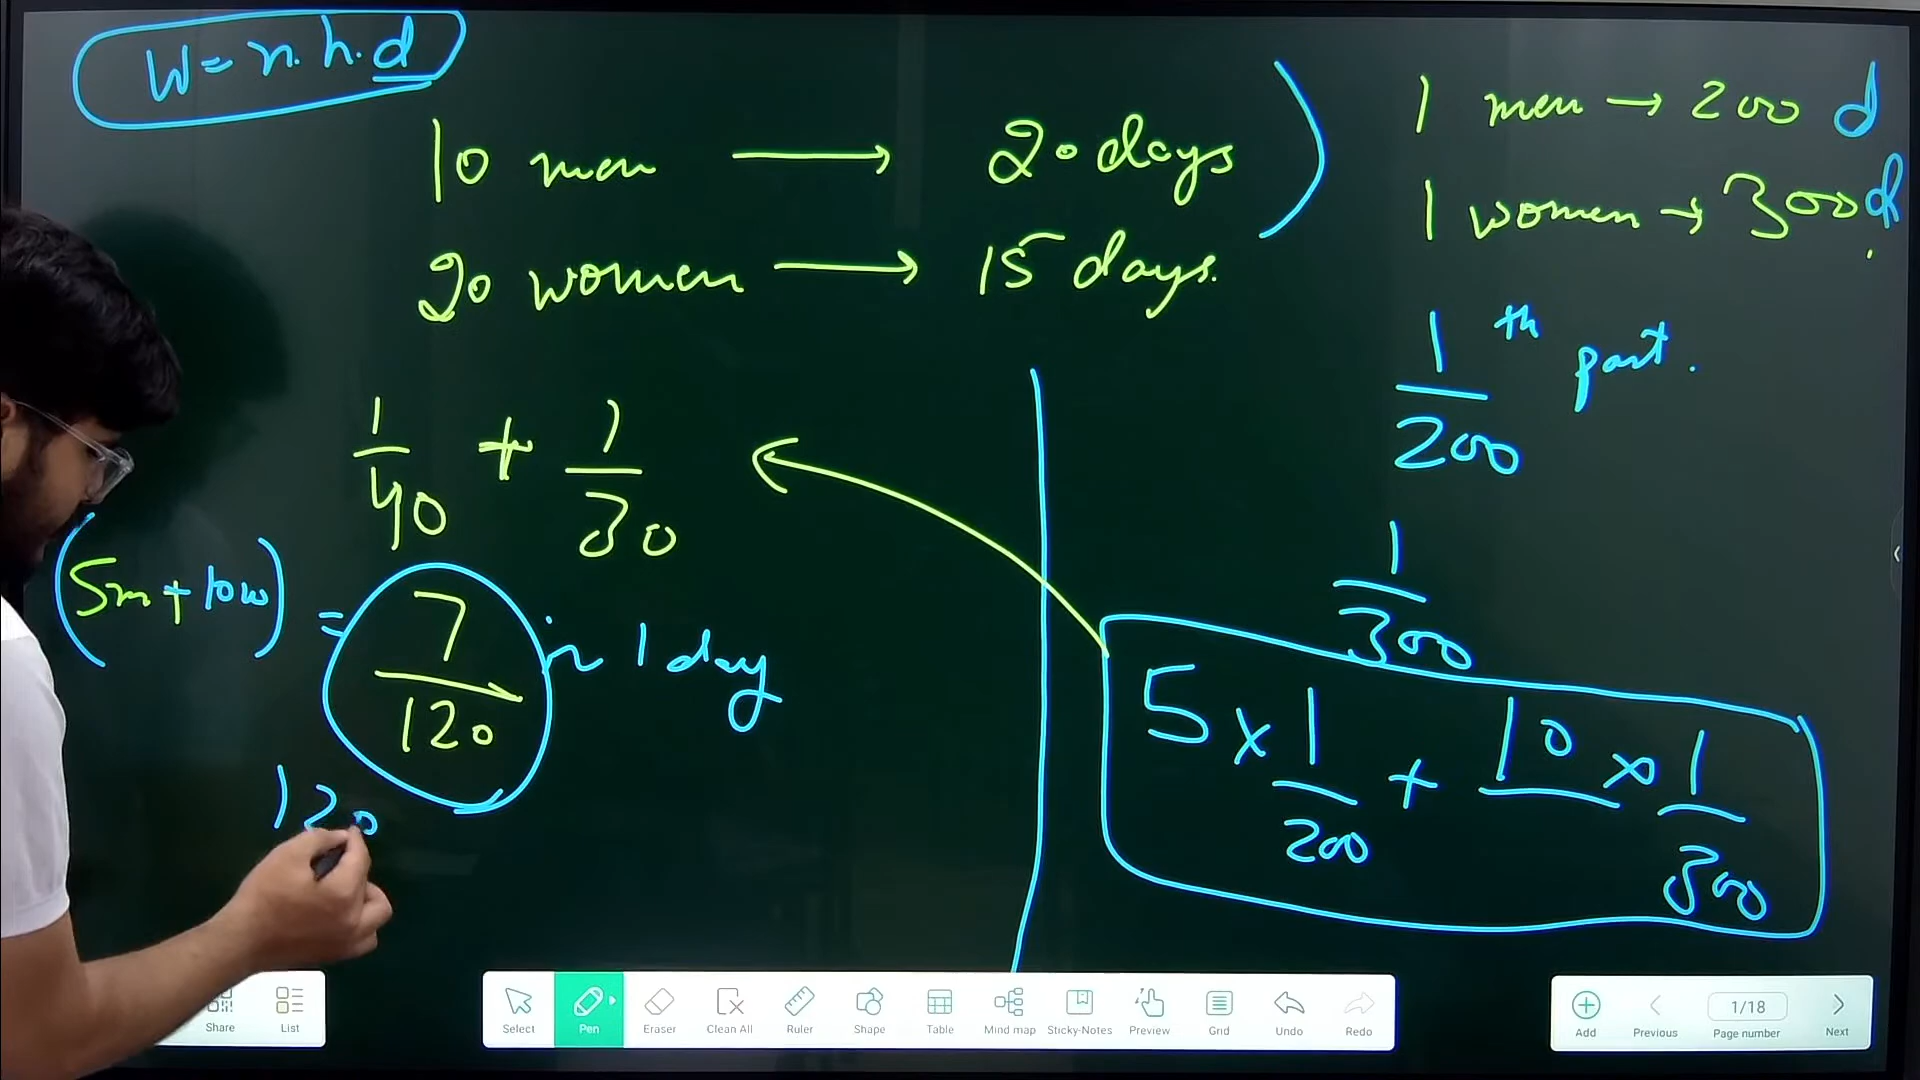 W = n. h. d
10 men → 20 days
20 women → 15 days.
1 men → 200 d
1 women → 300 d
1/200 th part.
1/300
1/40 + 1/30
(5m + 10w) = 7/120 in 1 day
120
5 × 1/200 + 10 × 1/300
Share
List
Select
Pen
Eraser
Clean All
Ruler
Shape
Table
Mind map
Sticky-Notes
Preview
Grid
Undo
Redo
Add
Previous
1/18
Page number
Next